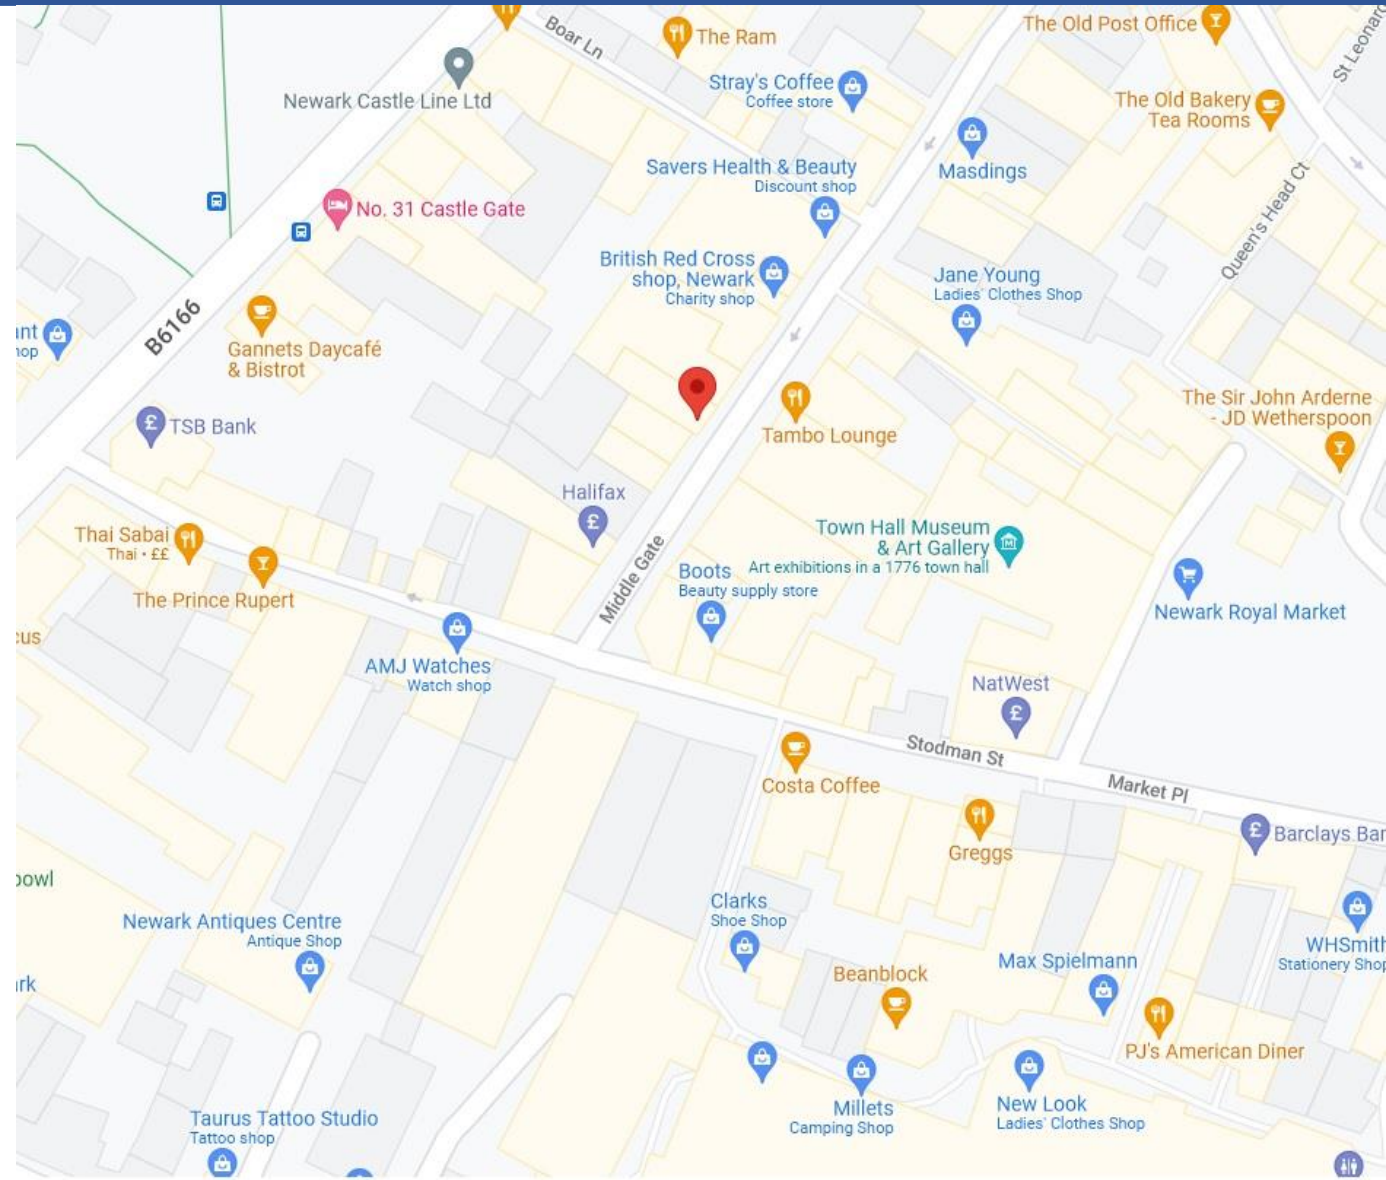 The Old Post Office
Boar Ln
The Ram
St Leonard
Newark Castle Line Ltd
Stray's Coffee
Coffee store
The Old Bakery
Tea Rooms
Savers Health & Beauty
Discount shop
Masdings
No. 31 Castle Gate
Queen's Head Ct
British Red Cross
shop, Newark
Charity shop
Jane Young
Ladies' Clothes Shop
B6166
ant
hop
Gannets Daycafé
& Bistrot
TSB Bank
Tambo Lounge
The Sir John Arderne
- JD Wetherspoon
Halifax
Thai Sabai
Thai • ££
Town Hall Museum
& Art Gallery
Art exhibitions in a 1776 town hall
Middle Gate
Boots
Beauty supply store
The Prince Rupert
Newark Royal Market
cus
AMJ Watches
Watch shop
NatWest
Stodman St
Costa Coffee
Market Pl
Greggs
Barclays Bar
bowl
Clarks
Shoe Shop
Newark Antiques Centre
Antique Shop
WHSmith
Stationery Shop
ark
Beanblock
Max Spielmann
PJ's American Diner
Taurus Tattoo Studio
Tattoo shop
Millets
Camping Shop
New Look
Ladies' Clothes Shop